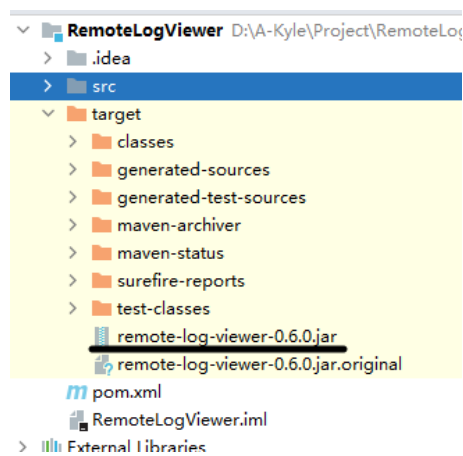 RemoteLogViewer D:\A-Kyle\Project\RemoteLog
.idea
src
target
classes
generated-sources
generated-test-sources
maven-archiver
maven-status
surefire-reports
test-classes
remote-log-viewer-0.6.0.jar
remote-log-viewer-0.6.0.jar.original
m pom.xml
RemoteLogViewer.iml
External Libraries